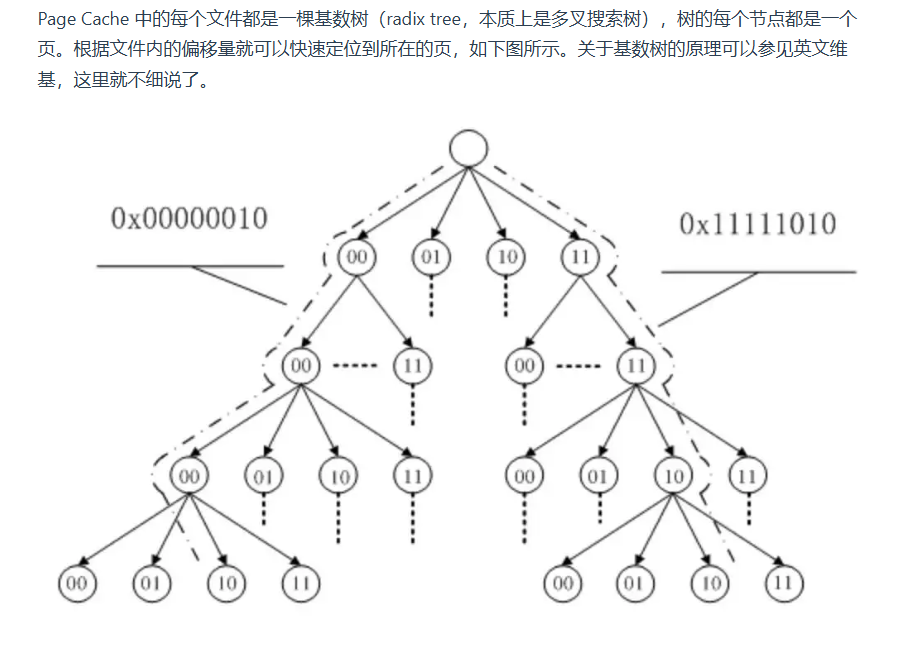 Page Cache 中的每个文件都是一棵基数树（radix tree，本质上是多叉搜索树），树的每个节点都是一个
页。根据文件内的偏移量就可以快速定位到所在的页，如下图所示。关于基数树的原理可以参见英文维
基，这里就不细说了。
0x00000010
0x11111010
00 01 10 11
00 11 00 11
00 01 10 11 00 01 10 11
00 01 10 11 00 01 10 11